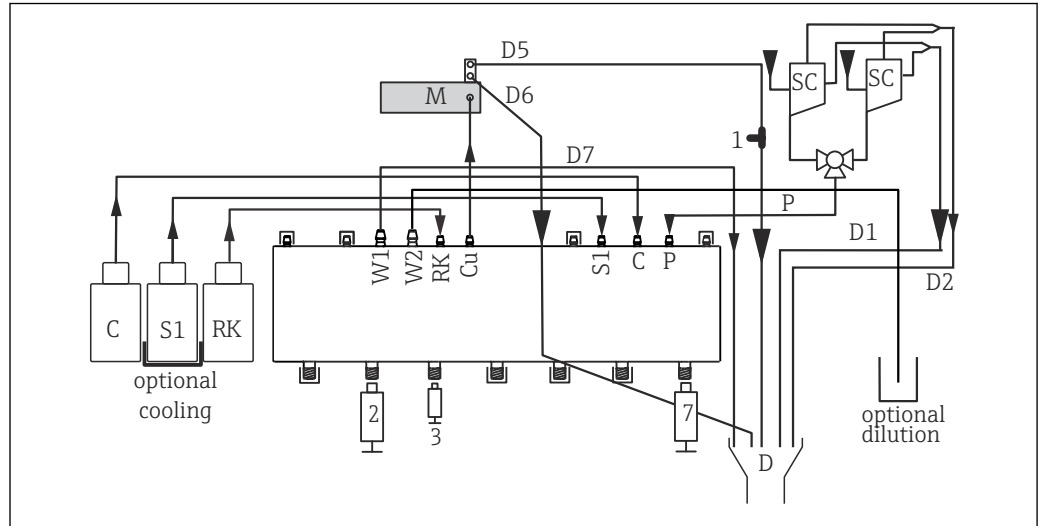 D5
SC
SC
M
D6
1
D7
P
D1
W1
W2
RK
Cu
S1
C
P
D2
C
S1
RK
optional
cooling
2
3
7
optional
dilution
D